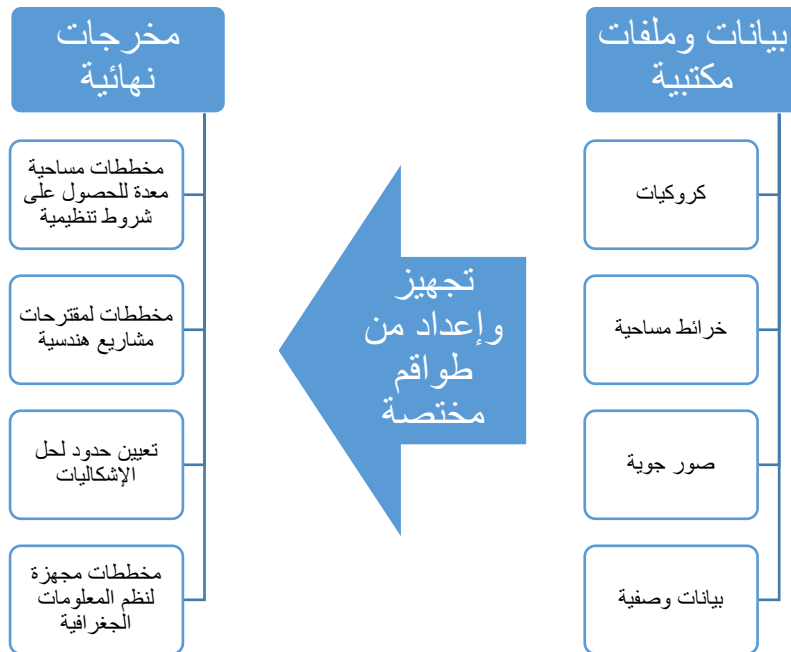 بيانات وملفات
مكتبية
كروكيات
خرائط مساحية
صور جوية
بيانات وصفية
تجهيز
وإعداد من
طواقم
مختصة
مخرجات
نهائية
مخططات مساحية
معدة للحصول على
شروط تنظيمية
مخططات لمقترحات
مشاريع هندسية
تعيين حدود لحل
الإشكاليات
مخططات مجهزة
لنظم المعلومات
الجغرافية